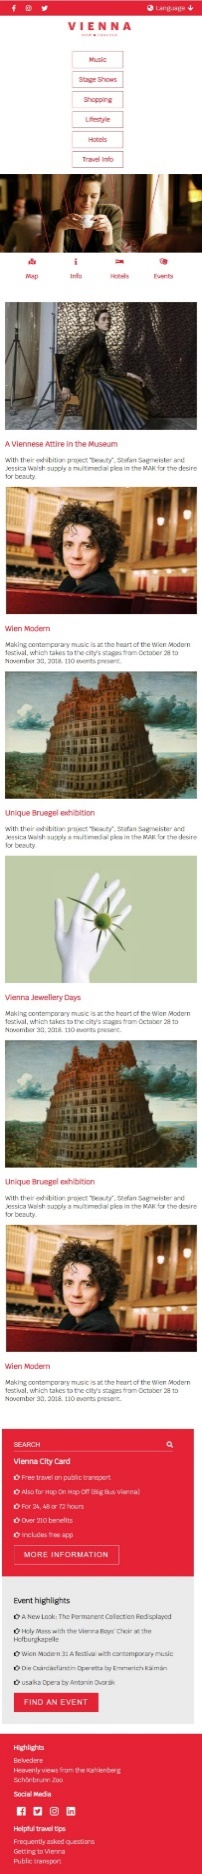 Language
VIENNA
Music
Stage Shows
Shopping
Lifestyle
Hotels
Travel Info
Map
Info
Hotels
Events
A Viennese Attire in the Museum
With their exhibition project "Beauty", Stefan Sagmeister and
Jessica Walsh supply a multimedial plea in the MAK for the desire
for beauty.
Wien Modern
Making contemporary music is at the heart of the Wien Modern
festival, which takes to the city's stages from October 28 to
November 30, 2018. 110 events present.
Unique Bruegel exhibition
With their exhibition project "Beauty", Stefan Sagmeister and
Jessica Walsh supply a multimedial plea in the MAK for the desire
for beauty.
Vienna Jewellery Days
Making contemporary music is at the heart of the Wien Modern
festival, which takes to the city's stages from October 28 to
November 30, 2018. 110 events present.
Unique Bruegel exhibition
With their exhibition project "Beauty", Stefan Sagmeister and
Jessica Walsh supply a multimedial plea in the MAK for the desire
for beauty.
Wien Modern
Making contemporary music is at the heart of the Wien Modern
festival, which takes to the city's stages from October 28 to
November 30, 2018. 110 events present.
SEARCH
Vienna City Card
Free travel on public transport
Also for Hop On Hop Off (Big Bus Vienna)
For 24, 48 or 72 hours
Over 210 benefits
Includes free app
MORE INFORMATION
Event highlights
A New Look: The Permanent Collection Redisplayed
Holy Mass with the Vienna Boys' Choir at the
Hofburgkapelle
Wien Modern 31 A festival with contemporary music
Die Csárdásfürstin Operetta by Emmerich Kálmán
usalka Opera by Antonin Dvorák
FIND AN EVENT
Highlights
Belvedere
Heavenly views from the Kahlenberg
Schönbrunn Zoo
Social Media
Helpful travel tips
Frequently asked questions
Getting to Vienna
Public transport